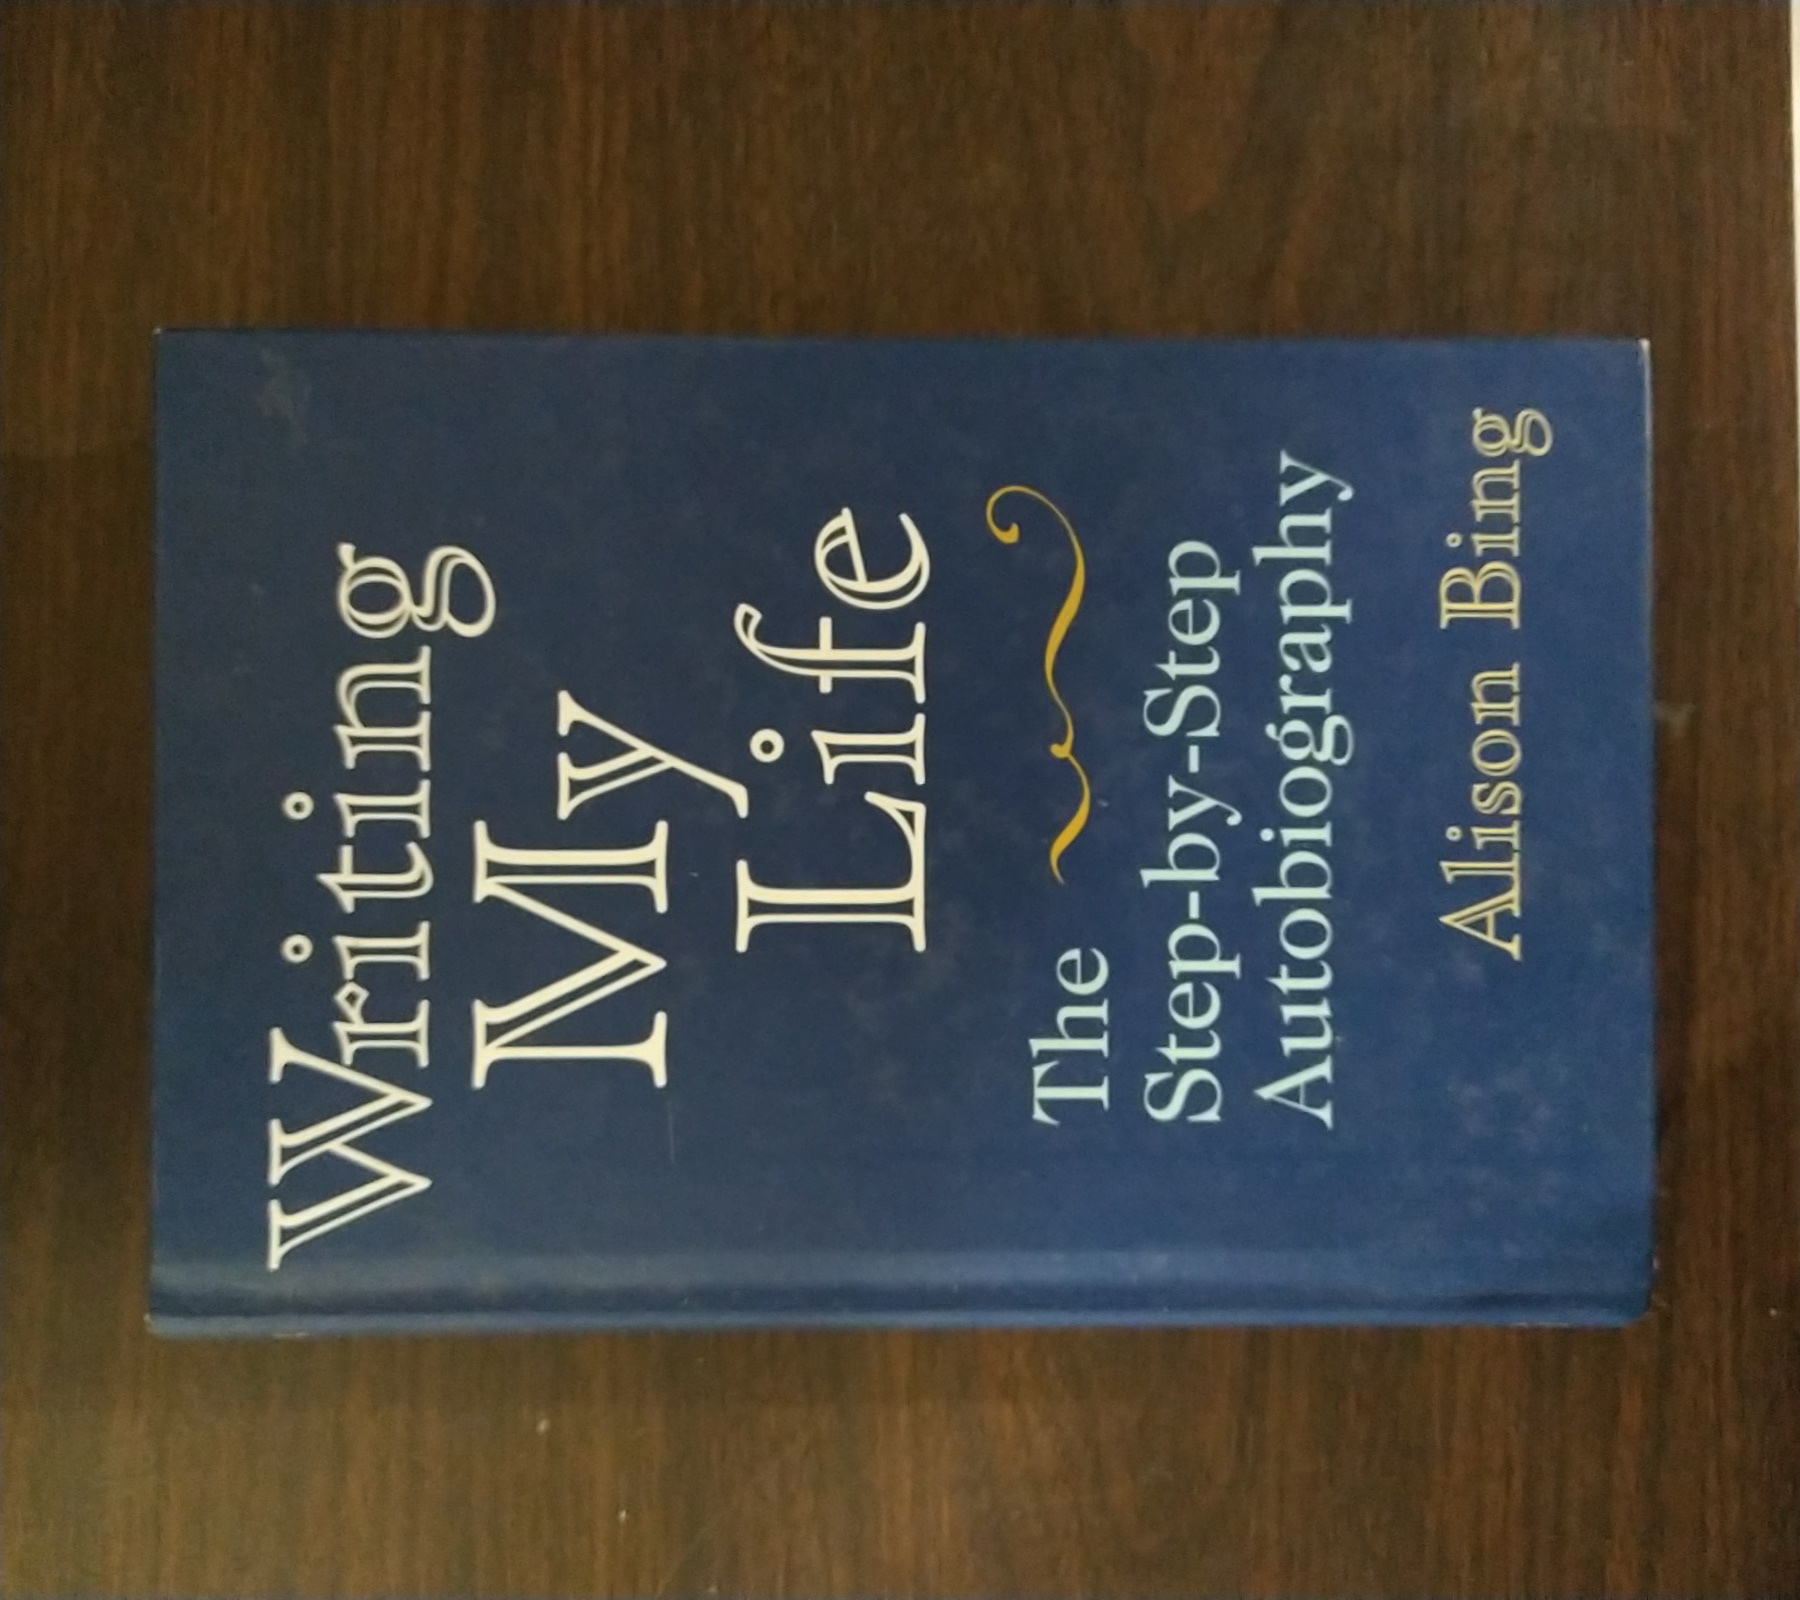 Writing
My
Life
The
Step-by-Step
Autobiography
Alison Bing